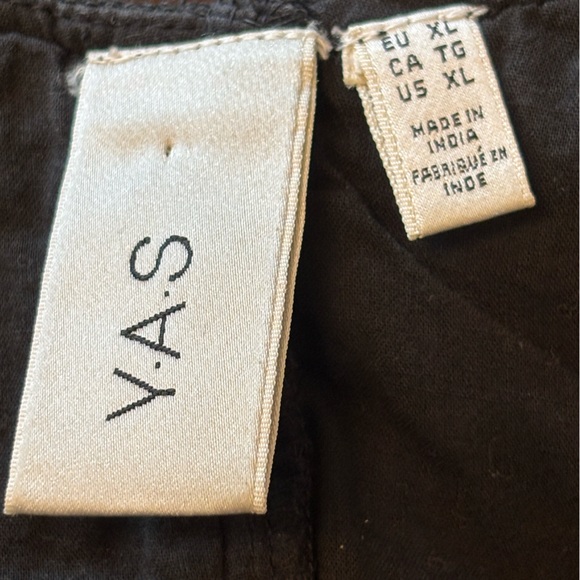 Y.A.S
EU XL
CA TG
US XL
MADE IN
INDIA
FABRIQUÉ EN
INDE